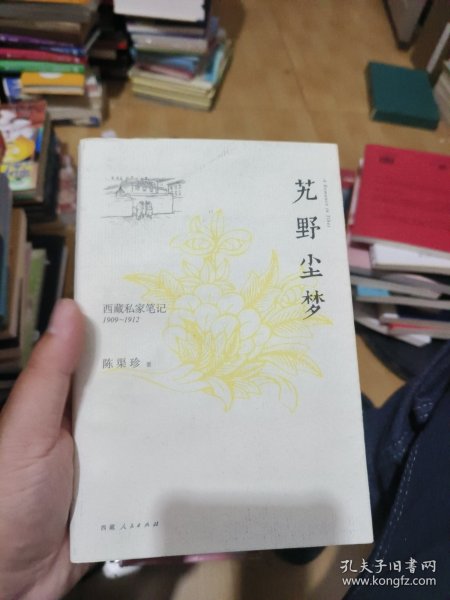 艽野尘梦
A Romance in Tibet
西藏私家笔记
1909~1912
陈渠珍 著
西藏人民出版社
孔夫子旧书网
www.kongfz.com